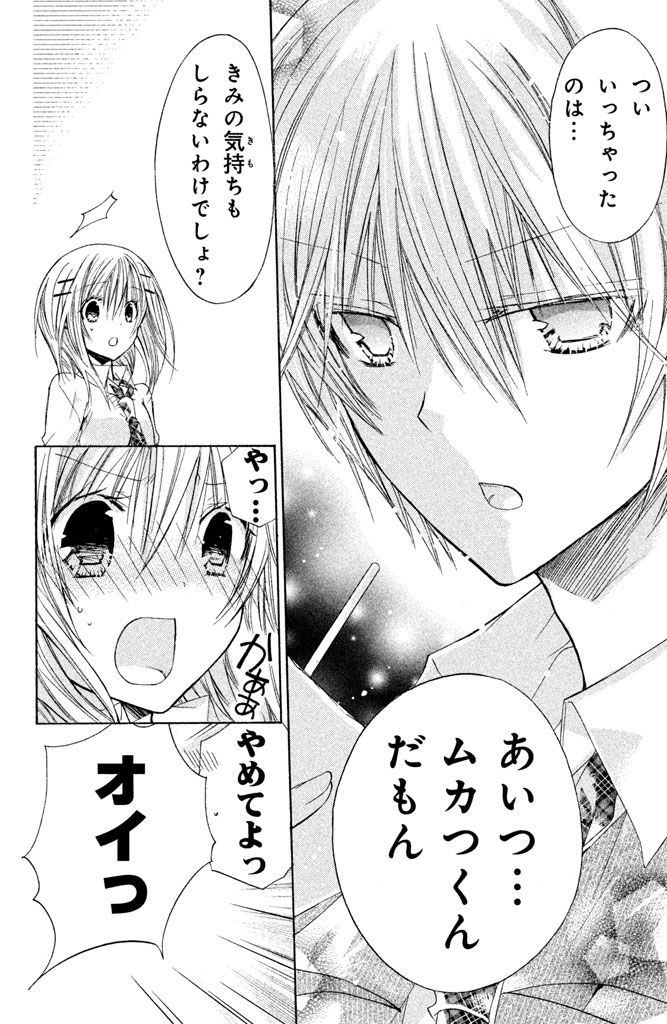 つい
いっちゃった
のは…
あいつ…
ムカつくん
だもん
きみの気持ちも
きも
しらないわけでしょ?
やっ…
かぁぁ
やめてよっ
オイっ